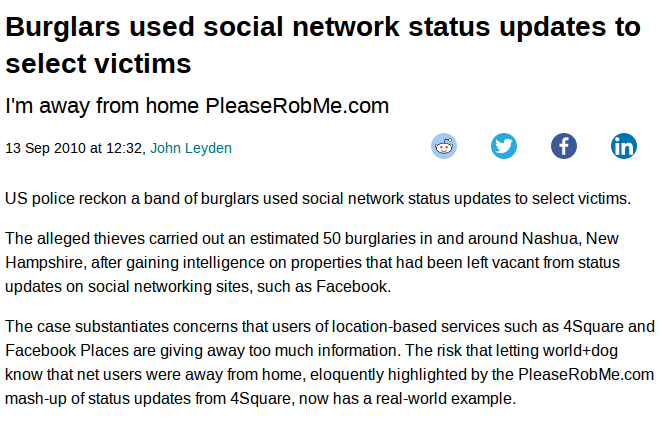 Burglars used social network status updates to
select victims
I'm away from home PleaseRobMe.com
13 Sep 2010 at 12:32, John Leyden
in
US police reckon a band of burglars used social network status updates to select victims.
The alleged thieves carried out an estimated 50 burglaries in and around Nashua, New
Hampshire, after gaining intelligence on properties that had been left vacant from status
updates on social networking sites, such as Facebook.
The case substantiates concerns that users of location-based services such as 4Square and
Facebook Places are giving away too much information. The risk that letting world+dog
know that net users were away from home, eloquently highlighted by the PleaseRobMe.com
mash-up of status updates from 4Square, now has a real-world example.